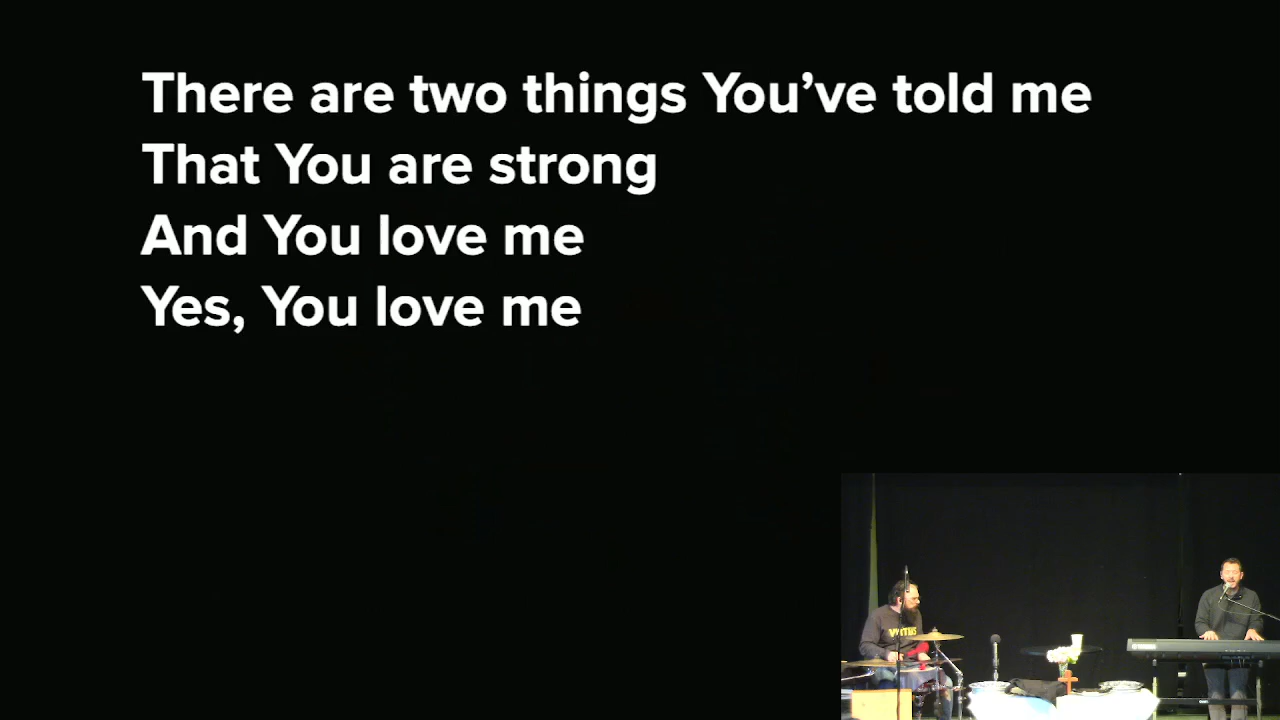 There are two things You’ve told me
That You are strong
And You love me
Yes, You love me